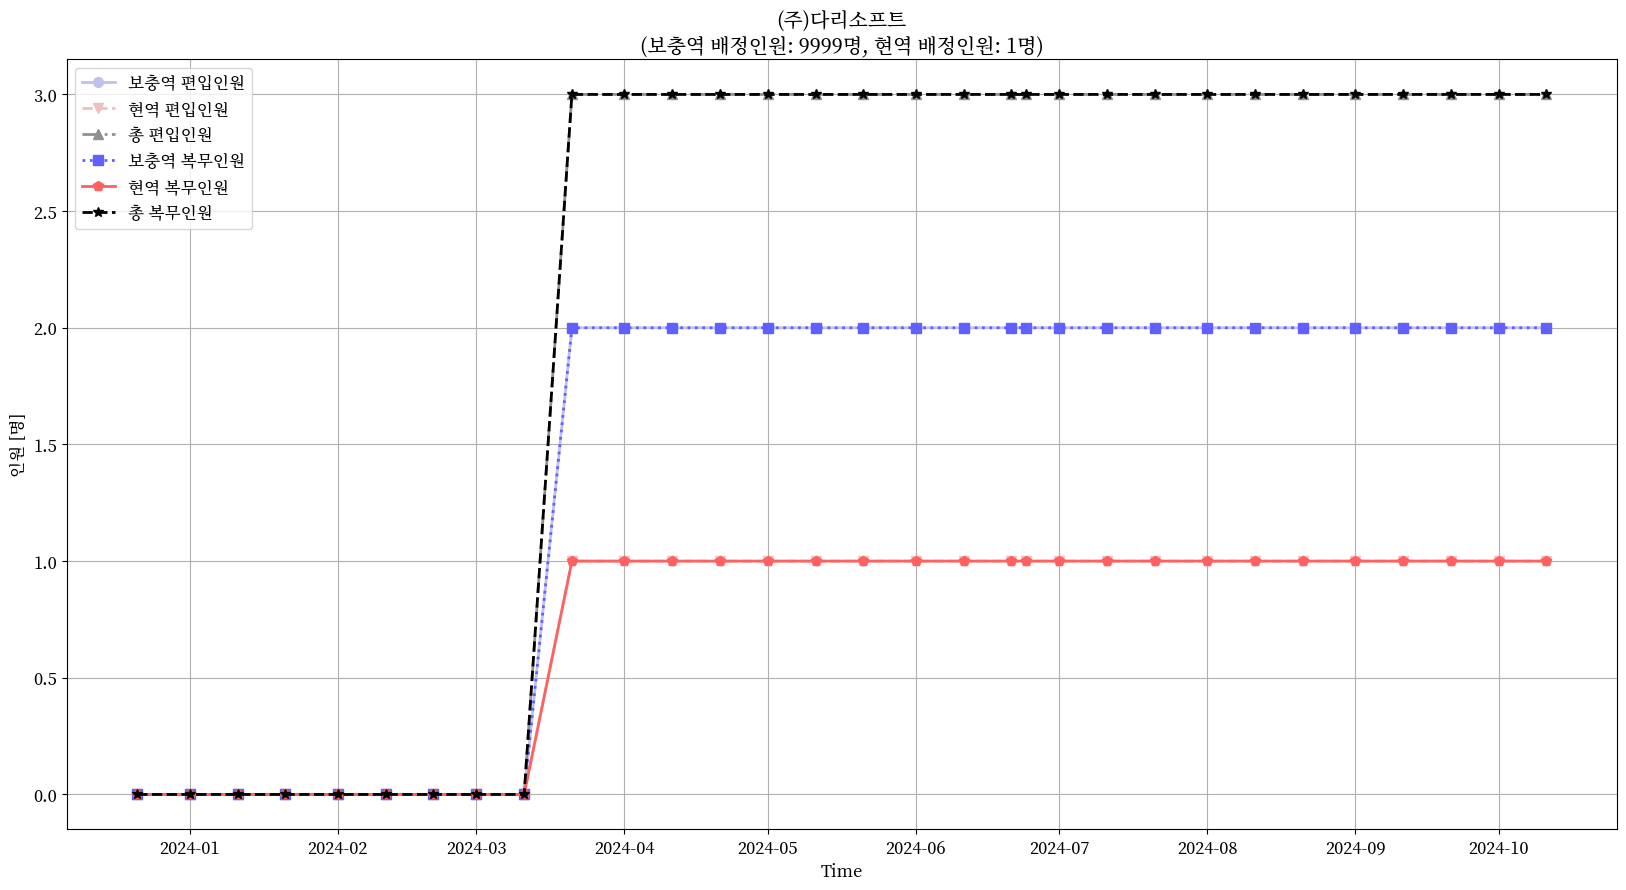 (주)다리소프트
(보충역 배정인원: 9999명, 현역 배정인원: 1명)
보충역 편입인원
현역 편입인원
총 편입인원
보충역 복무인원
현역 복무인원
총 복무인원
3.0
2.5
2.0
1.5
1.0
0.5
0.0
인원 [명]
2024-01 2024-02 2024-03 2024-04 2024-05 2024-06 2024-07 2024-08 2024-09 2024-10
Time